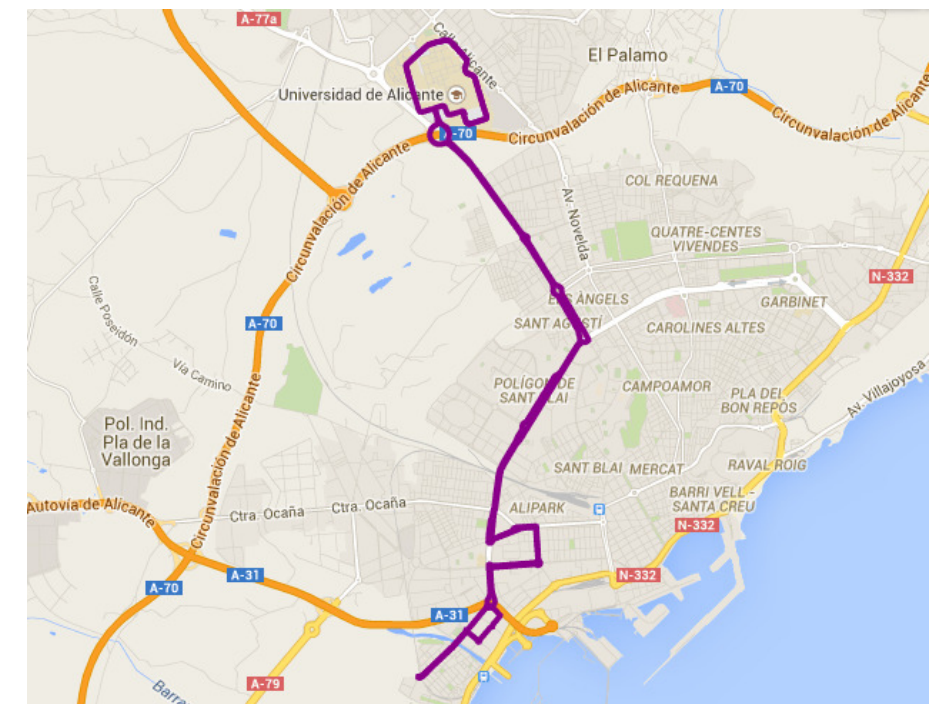 A-77a
Calle Alicante
El Palamo
Universidad de Alicante
A-70
Circunvalación de Alicante
A-70
Circunvalación de Alicante
Circunvalación de Alicante
COL REQUENA
Av. Novelda
QUATRE-CENTES
VIVENDES
N-332
Calle Poseidón
ELS ÀNGELS
GARBINET
A-70
SANT AGUSTÍ
CAROLINES ALTES
Vía Camino
POLÍGON DE
SANT BLAI
CAMPOAMOR
PLA DEL
BON REPÒS
Av. Villajoyosa
Pol. Ind.
Pla de la
Vallonga
Circunvalación de Alicante
SANT BLAI
MERCAT
RAVAL ROIG
Autovía de Alicante
Ctra. Ocaña
Ctra. Ocaña
ALIPARK
BARRI VELL -
SANTA CREU
N-332
A-31
N-332
A-70
A-31
A-79
Barra